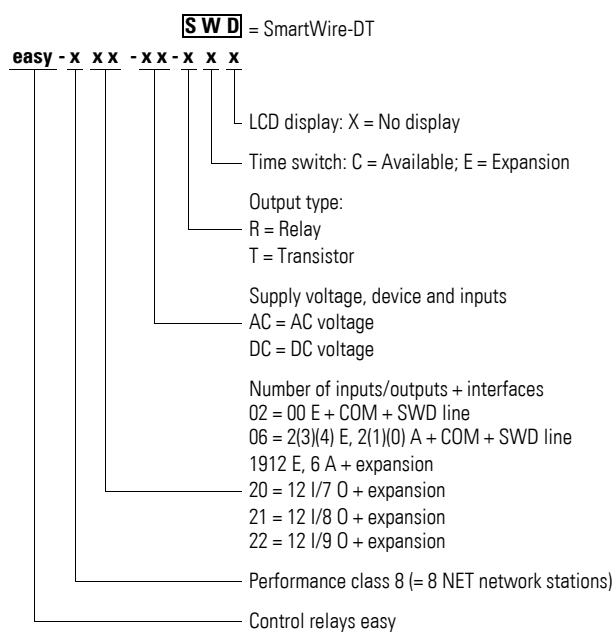 SWD = SmartWire-DT
easy - x x x - x x - x x x
LCD display: X = No display
Time switch: C = Available; E = Expansion
Output type:
R = Relay
T = Transistor
Supply voltage, device and inputs
AC = AC voltage
DC = DC voltage
Number of inputs/outputs + interfaces
02 = 00 E + COM + SWD line
06 = 2(3)(4) E, 2(1)(0) A + COM + SWD line
1912 E, 6 A + expansion
20 = 12 I/7 O + expansion
21 = 12 I/8 O + expansion
22 = 12 I/9 O + expansion
Performance class 8 (= 8 NET network stations)
Control relays easy